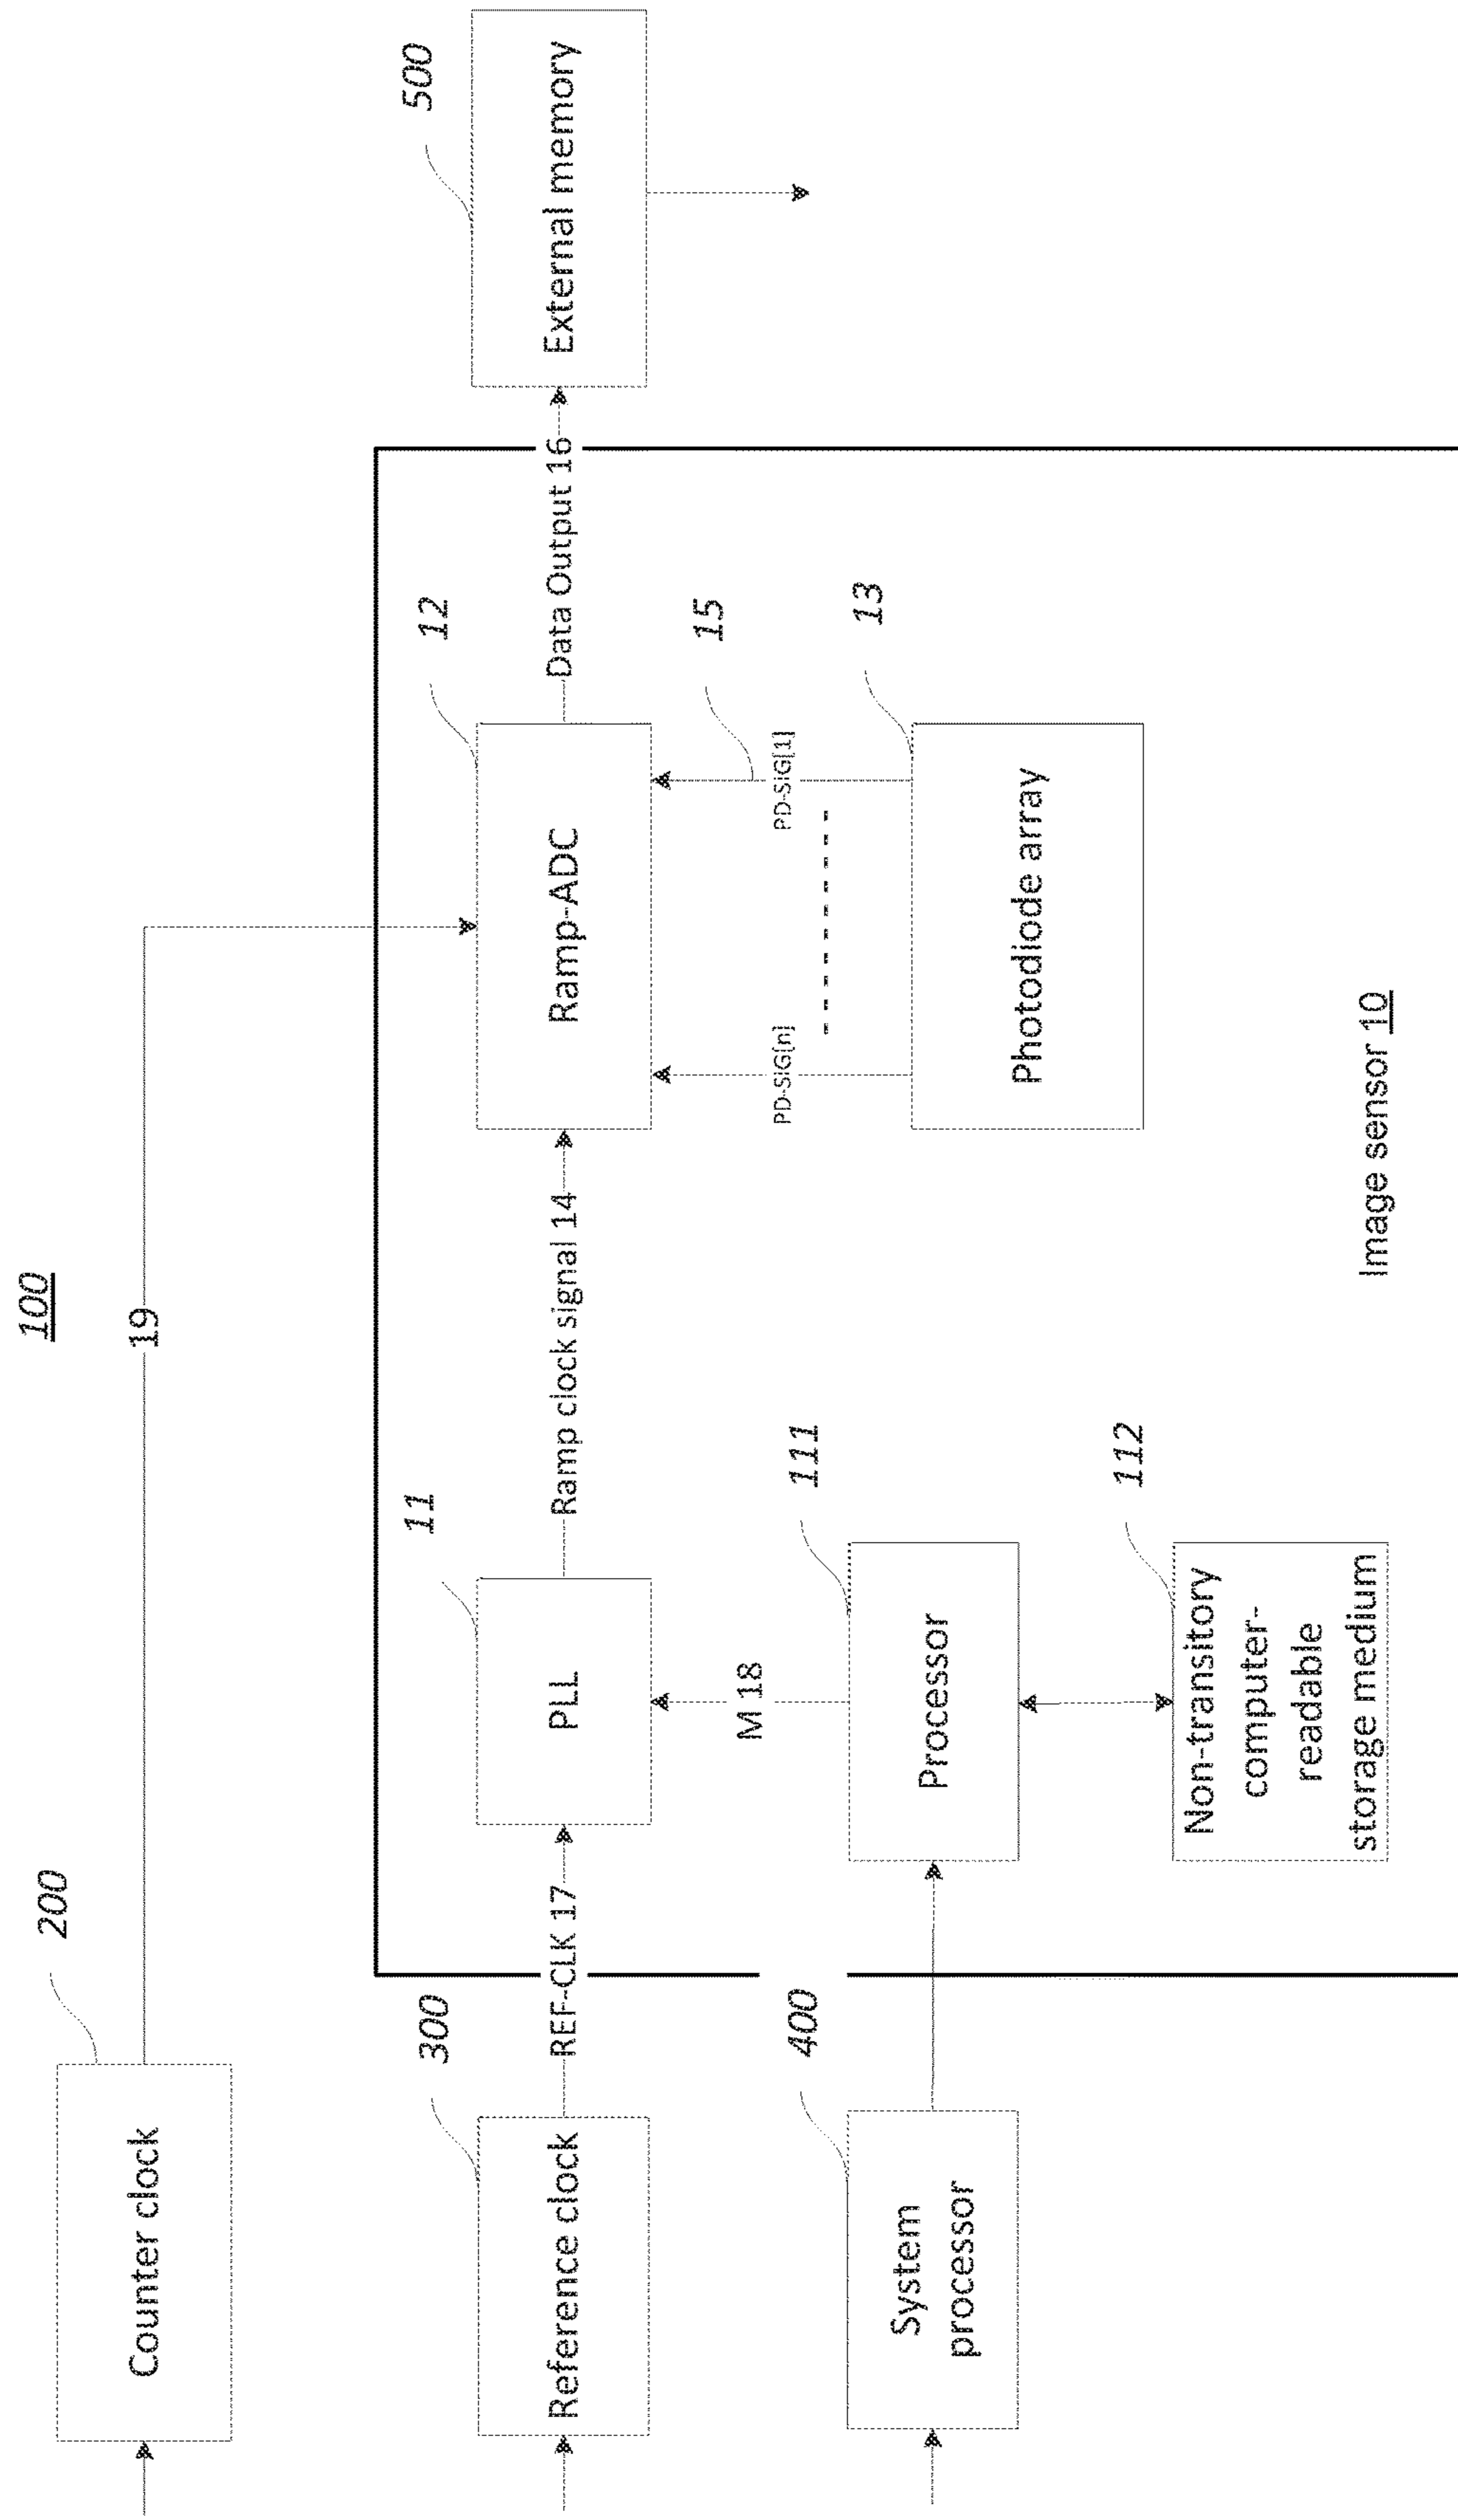 100
200
Counter clock
19
300
Reference clock
REF-CLK 17
11
PLL
Ramp clock signal 14
12
Ramp-ADC
Data Output 16
500
External memory
M 18
PD-SIG[n]
PD-SIG[1]
15
400
System
processor
111
Processor
13
Photodiode array
112
Non-transitory
computer-
readable
storage medium
Image sensor 10